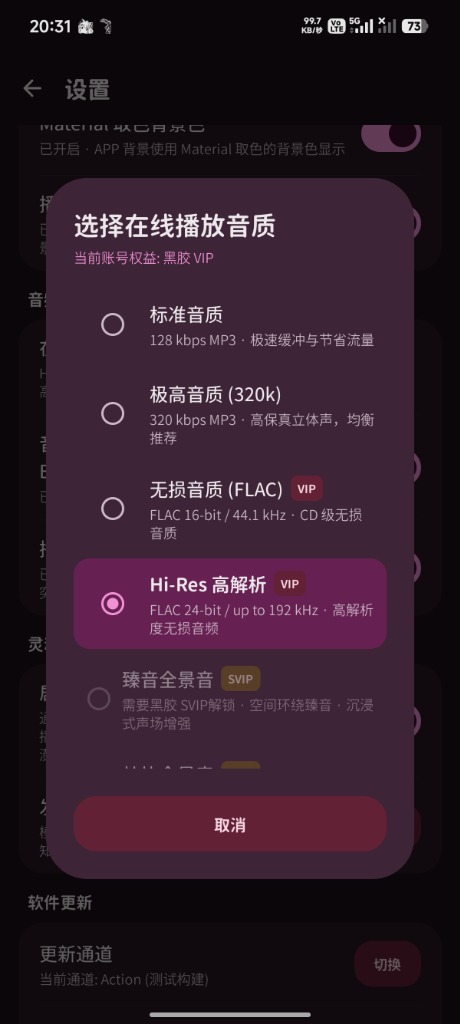 20:31
99.7
KB/秒
Vo
LTE
5G
73
设置
Material 取色背景色
已开启 · APP 背景使用 Material 取色的背景色显示
选择在线播放音质
当前账号权益: 黑胶 VIP
标准音质
128 kbps MP3 · 极速缓冲与节省流量
极高音质 (320k)
320 kbps MP3 · 高保真立体声，均衡
推荐
无损音质 (FLAC) VIP
FLAC 16-bit / 44.1 kHz · CD 级无损
音质
Hi-Res 高解析 VIP
FLAC 24-bit / up to 192 kHz · 高解析
度无损音频
臻音全景音 SVIP
需要黑胶 SVIP解锁 · 空间环绕臻音 · 沉浸
式声场增强
取消
软件更新
更新通道
当前通道: Action (测试构建)
切换